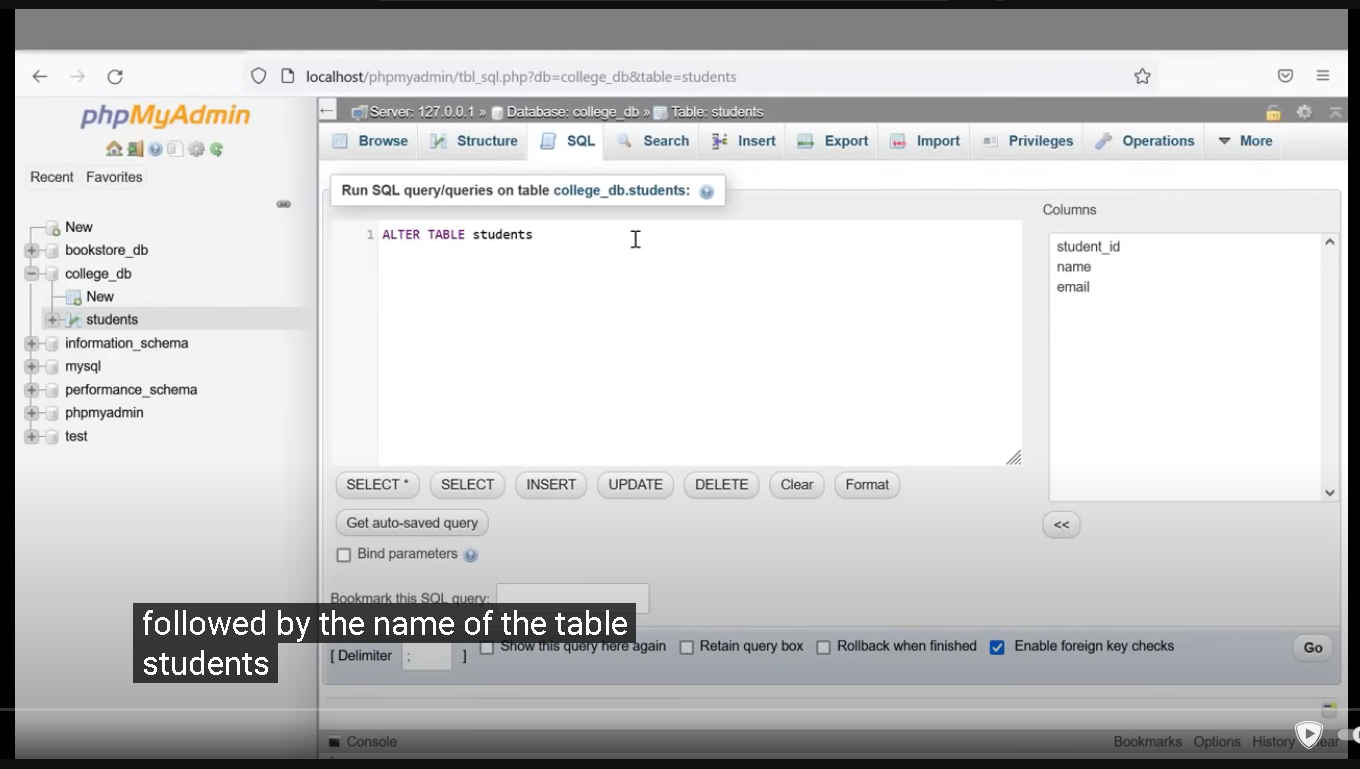 localhost/phpmyadmin/tbl_sql.php?db=college_db&table=students
phpMyAdmin
Recent Favorites
New
bookstore_db
college_db
New
students
information_schema
mysql
performance_schema
phpmyadmin
test
Server: 127.0.0.1 » Database: college_db » Table: students
Browse Structure SQL Search Insert Export Import Privileges Operations More
Run SQL query/queries on table college_db.students:
1 ALTER TABLE students
Columns
student_id
name
email
SELECT * SELECT INSERT UPDATE DELETE Clear Format
Get auto-saved query
<<
Bind parameters
Bookmark this SQL query:
[ Delimiter ; ] Show this query here again Retain query box Rollback when finished Enable foreign key checks Go
followed by the name of the table
students
Console Bookmarks Options History